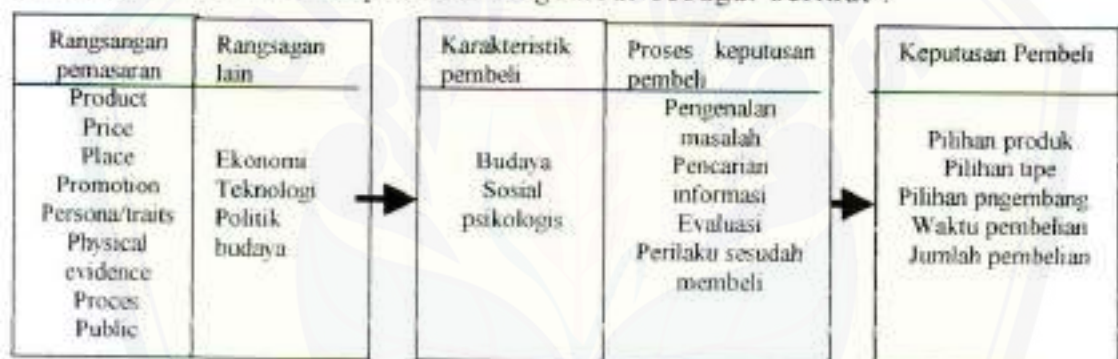 Rangsangan
pemasaran
Product
Price
Place
Promotion
Persona/traits
Physical
evidence
Proces
Public
Rangsagan
lain
Ekonomi
Teknologi
Politik
budaya
Karakteristik
pembeli
Budaya
Sosial
psikologis
Proses keputusan
pembeli
Pengenalan
masalah
Pencarian
informasi
Evaluasi
Perilaku sesudah
membeli
Keputusan Pembeli
Pilihan produk
Pilihan tipe
Pilihan pngembang
Waktu pembelian
Jumlah pembelian